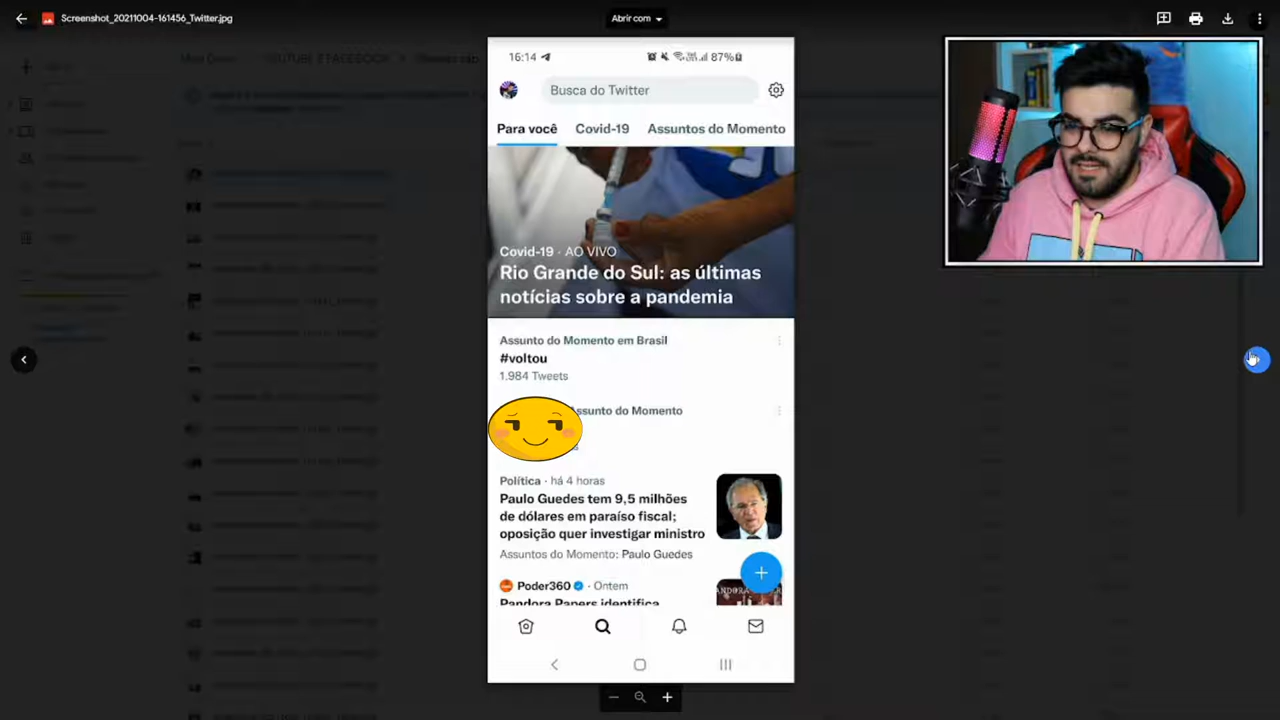 Screenshot_20211004-161456_Twitter.jpg
Abrir com
16:14
87%
Busca do Twitter
Para você
Covid-19
Assuntos do Momento
Covid-19 · AO VIVO
Rio Grande do Sul: as últimas
notícias sobre a pandemia
Assunto do Momento em Brasil
#voltou
1.984 Tweets
ssunto do Momento
Política · há 4 horas
Paulo Guedes tem 9,5 milhões
de dólares em paraíso fiscal;
oposição quer investigar ministro
Assuntos do Momento: Paulo Guedes
Poder360 · Ontem
Pandora Papers identifica